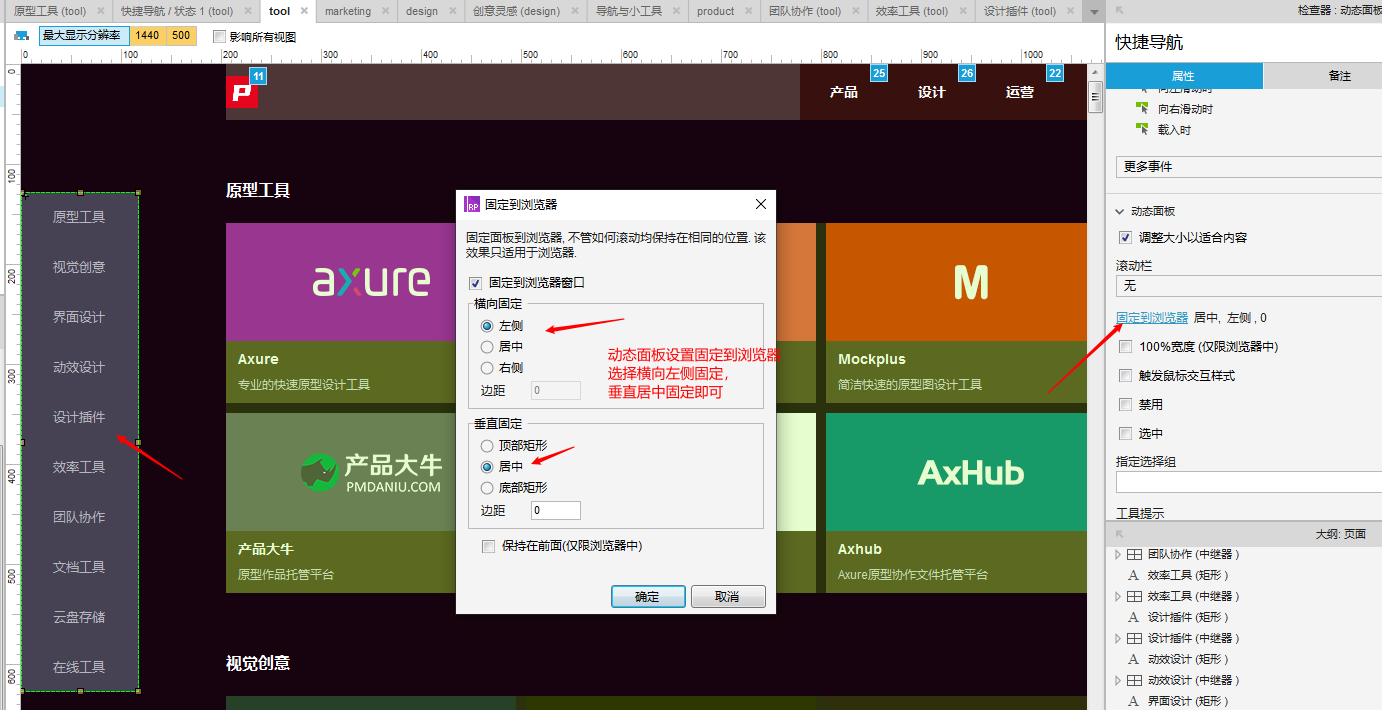 原型工具 (tool)
快捷导航 / 状态 1 (tool)
tool
marketing
design
创意灵感 (design)
导航与小工具
product
团队协作 (tool)
效率工具 (tool)
设计插件 (tool)
检查器 : 动态面板
最大显示分辨率
1440
500
影响所有视图
0
100
200
300
400
500
600
700
800
900
1000
0
100
200
300
400
500
600
11
产品
25
设计
26
运营
22
原型工具
原型工具
视觉创意
界面设计
动效设计
设计插件
效率工具
团队协作
文档工具
云盘存储
在线工具
axure
Axure
专业的快速原型设计工具
M
Mockplus
简洁快速的原型图设计工具
产品大牛
PMDANIU.COM
产品大牛
原型作品托管平台
AxHub
Axhub
Axure原型协作文件托管平台
视觉创意
RP
固定到浏览器
固定面板到浏览器, 不管如何滚动均保持在相同的位置. 该
效果只适用于浏览器.
固定到浏览器窗口
横向固定
左侧
居中
右侧
边距
0
动态面板设置固定到浏览器
选择横向左侧固定，
垂直居中固定即可
垂直固定
顶部矩形
居中
底部矩形
边距
0
保持在前面(仅限浏览器中)
确定
取消
快捷导航
属性
备注
向左滑动时
向右滑动时
载入时
更多事件
动态面板
调整大小以适合内容
滚动栏
无
固定到浏览器 居中, 左侧 , 0
100%宽度 (仅限浏览器中)
触发鼠标交互样式
禁用
选中
指定选择组
工具提示
大纲: 页面
团队协作 (中继器 )
效率工具 (矩形 )
效率工具 (中继器 )
设计插件 (矩形 )
设计插件 (中继器 )
动效设计 (矩形 )
动效设计 (中继器 )
界面设计 (矩形 )